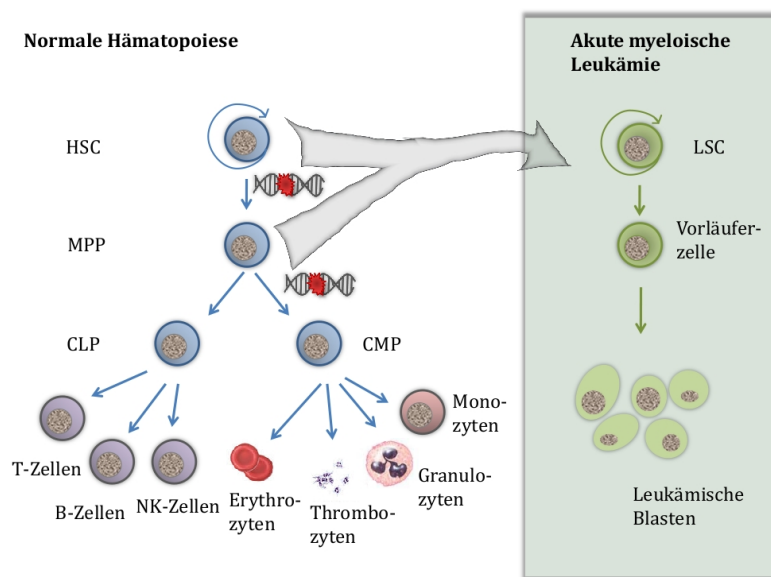 Normale Hämatopoiese
HSC
MPP
CLP
CMP
Mono-
zyten
T-Zellen
B-Zellen
NK-Zellen
Erythro-
zyten
Thrombo-
zyten
Granulo-
zyten
Akute myeloische
Leukämie
LSC
Vorläufer-
zelle
Leukämische
Blasten